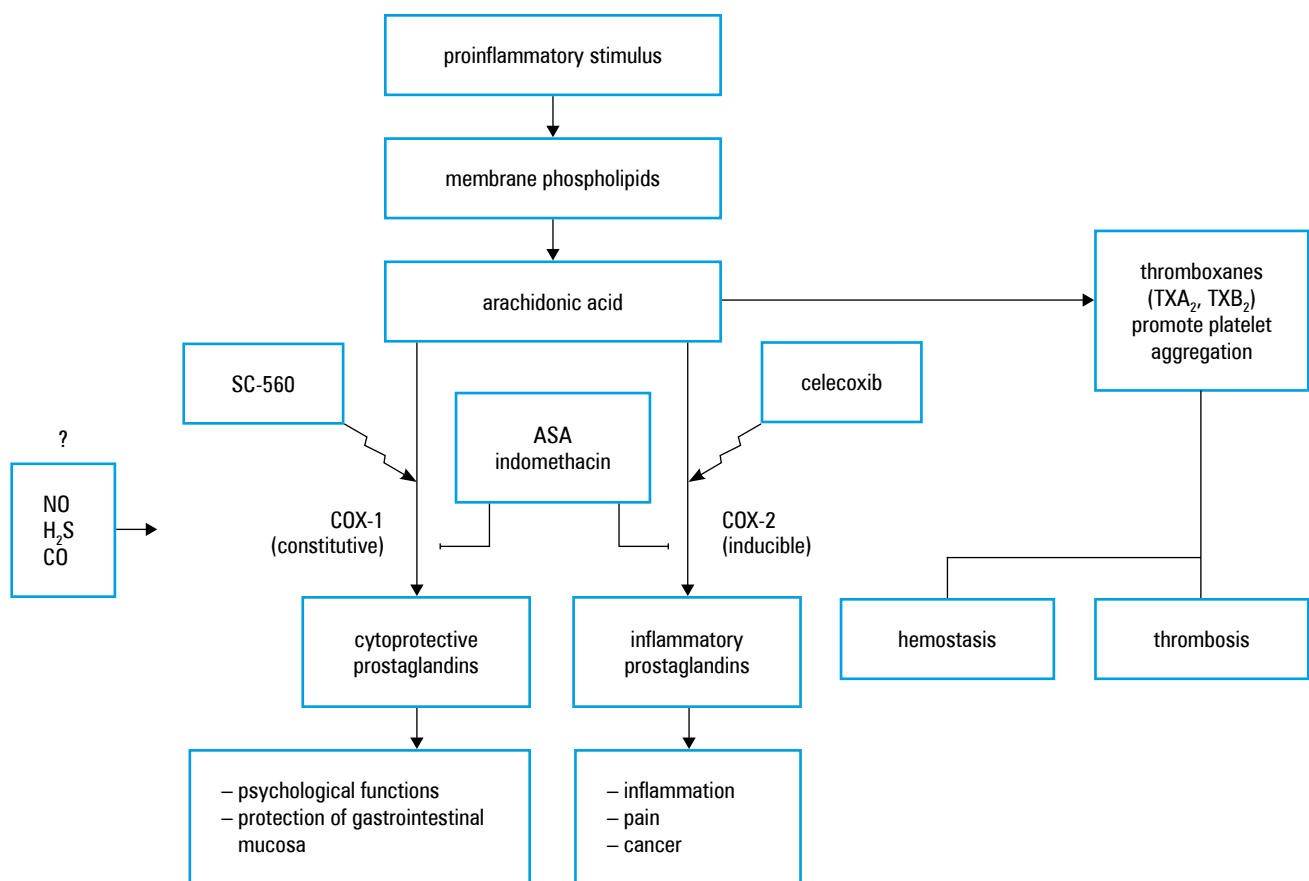 proinflammatory stimulus
membrane phospholipids
arachidonic acid
thromboxanes
(TXA₂, TXB₂)
promote platelet
aggregation
SC-560
celecoxib
ASA
indomethacin
?
NO
H₂S
CO
COX-1
(constitutive)
COX-2
(inducible)
cytoprotective
prostaglandins
inflammatory
prostaglandins
hemostasis
thrombosis
– psychological functions
– protection of gastrointestinal
mucosa
– inflammation
– pain
– cancer